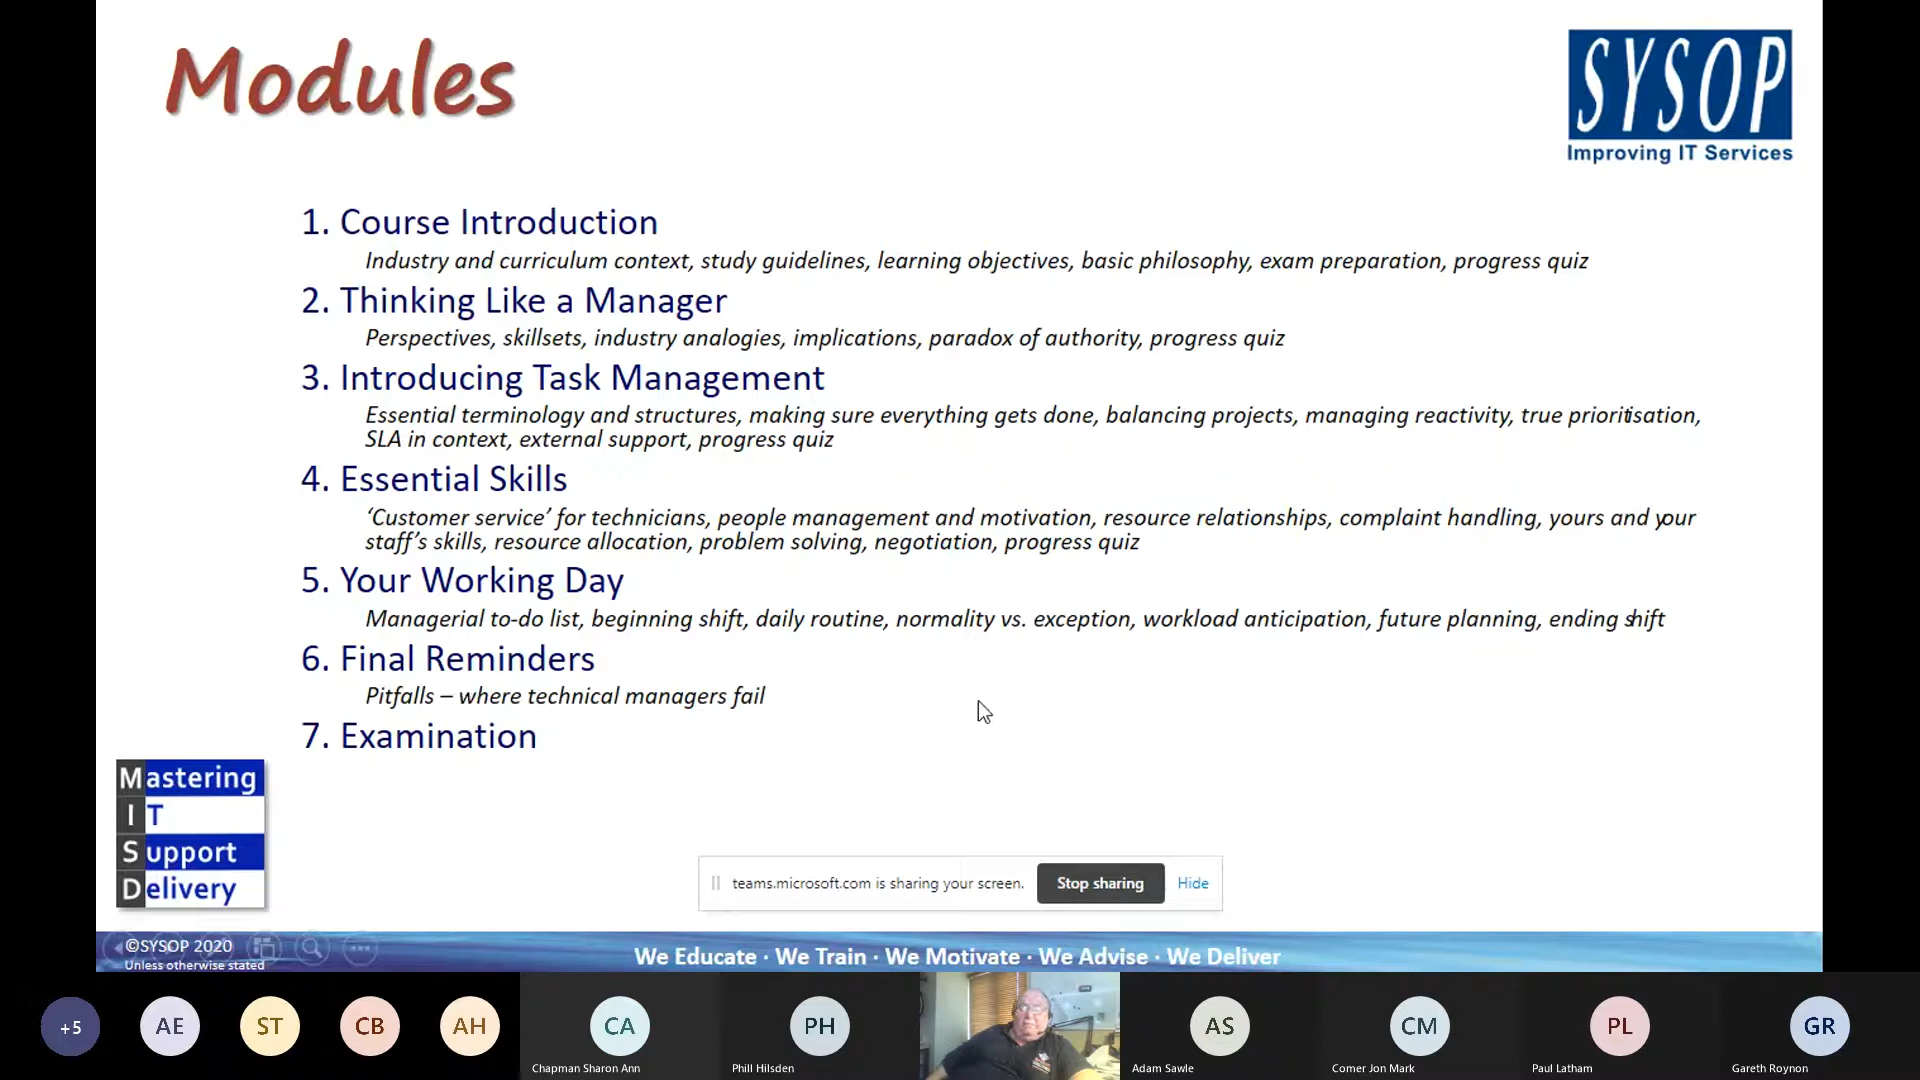 Modules
SYSOP
Improving IT Services
1. Course Introduction
Industry and curriculum context, study guidelines, learning objectives, basic philosophy, exam preparation, progress quiz
2. Thinking Like a Manager
Perspectives, skillsets, industry analogies, implications, paradox of authority, progress quiz
3. Introducing Task Management
Essential terminology and structures, making sure everything gets done, balancing projects, managing reactivity, true prioritisation,
SLA in context, external support, progress quiz
4. Essential Skills
‘Customer service’ for technicians, people management and motivation, resource relationships, complaint handling, yours and your
staff’s skills, resource allocation, problem solving, negotiation, progress quiz
5. Your Working Day
Managerial to-do list, beginning shift, daily routine, normality vs. exception, workload anticipation, future planning, ending shift
6. Final Reminders
Pitfalls – where technical managers fail
7. Examination
Mastering
IT
Support
Delivery
teams.microsoft.com is sharing your screen.
Stop sharing
Hide
©SYSOP 2020
Unless otherwise stated
We Educate · We Train · We Motivate · We Advise · We Deliver
+5
AE
ST
CB
AH
CA
PH
AS
CM
PL
GR
Chapman Sharon Ann
Phill Hilsden
Adam Sawle
Comer Jon Mark
Paul Latham
Gareth Roynon